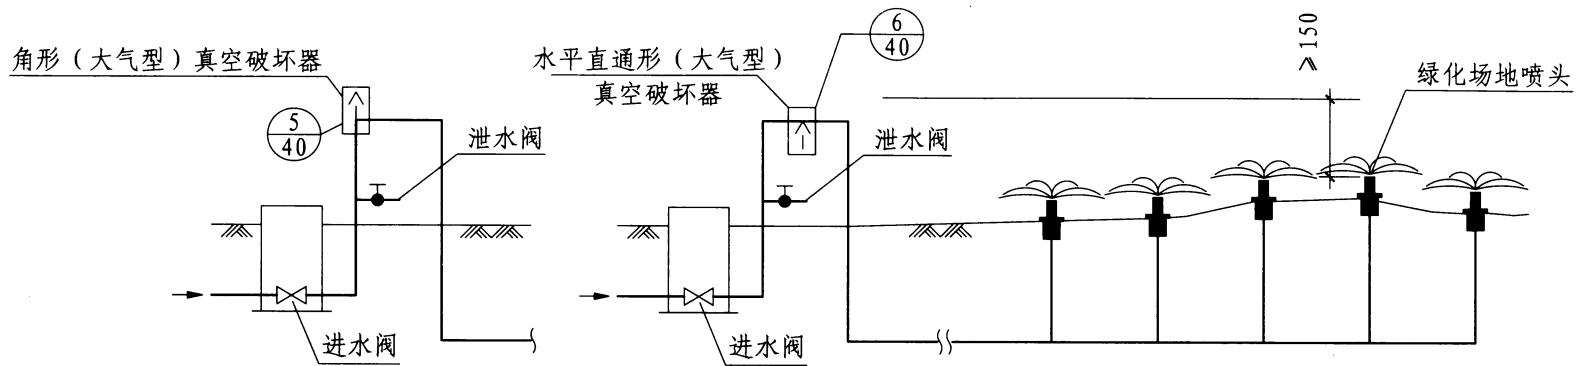 角形（大气型）真空破坏器
5
40
泄水阀
进水阀
水平直通形（大气型）
真空破坏器
6
40
泄水阀
进水阀
≥150
绿化场地喷头